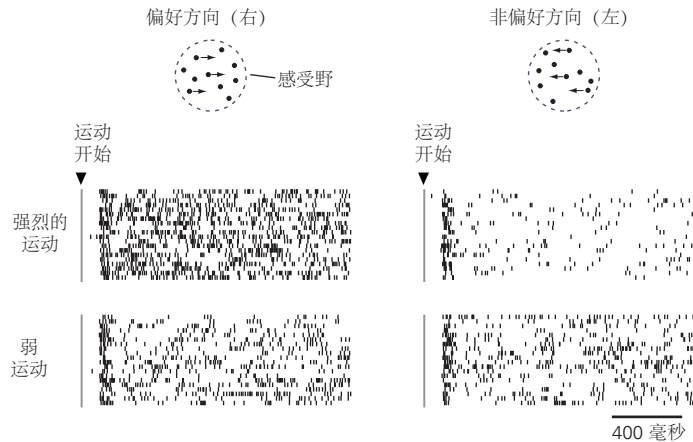 偏好方向（右）
非偏好方向（左）
感受野
运动
开始
运动
开始
强烈的
运动
弱
运动
400 毫秒